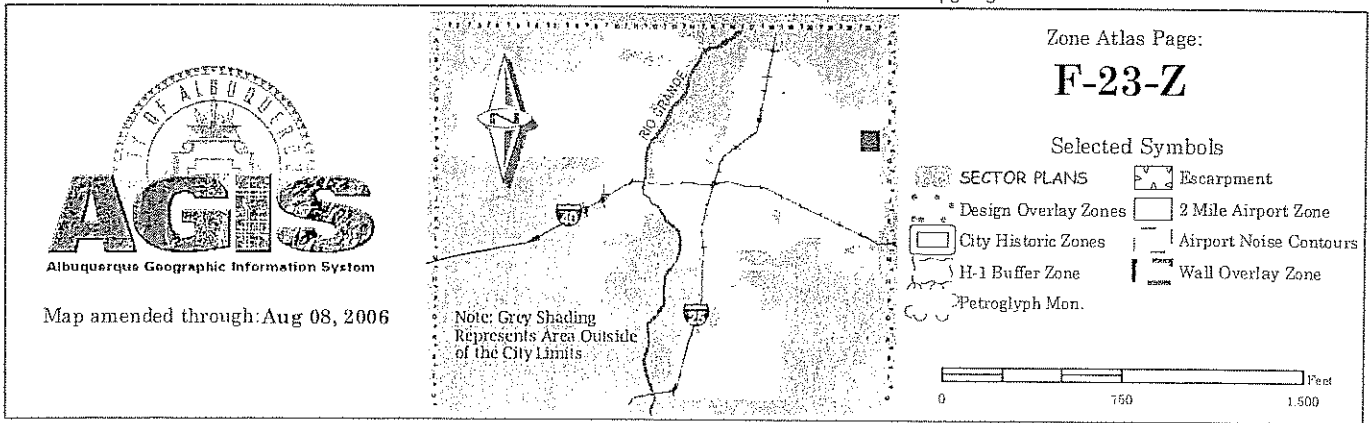 CITY OF ALBUQUERQUE
AGIS
Albuquerque Geographic Information System
Map amended through: Aug 08, 2006
RIO GRANDE
40
25
Note: Grey Shading
Represents Area Outside
of the City Limits
Zone Atlas Page:
F-23-Z
Selected Symbols
SECTOR PLANS
Design Overlay Zones
City Historic Zones
H-1 Buffer Zone
Petroglyph Mon.
Escarpment
2 Mile Airport Zone
Airport Noise Contours
Wall Overlay Zone
Feet
0 750 1,500